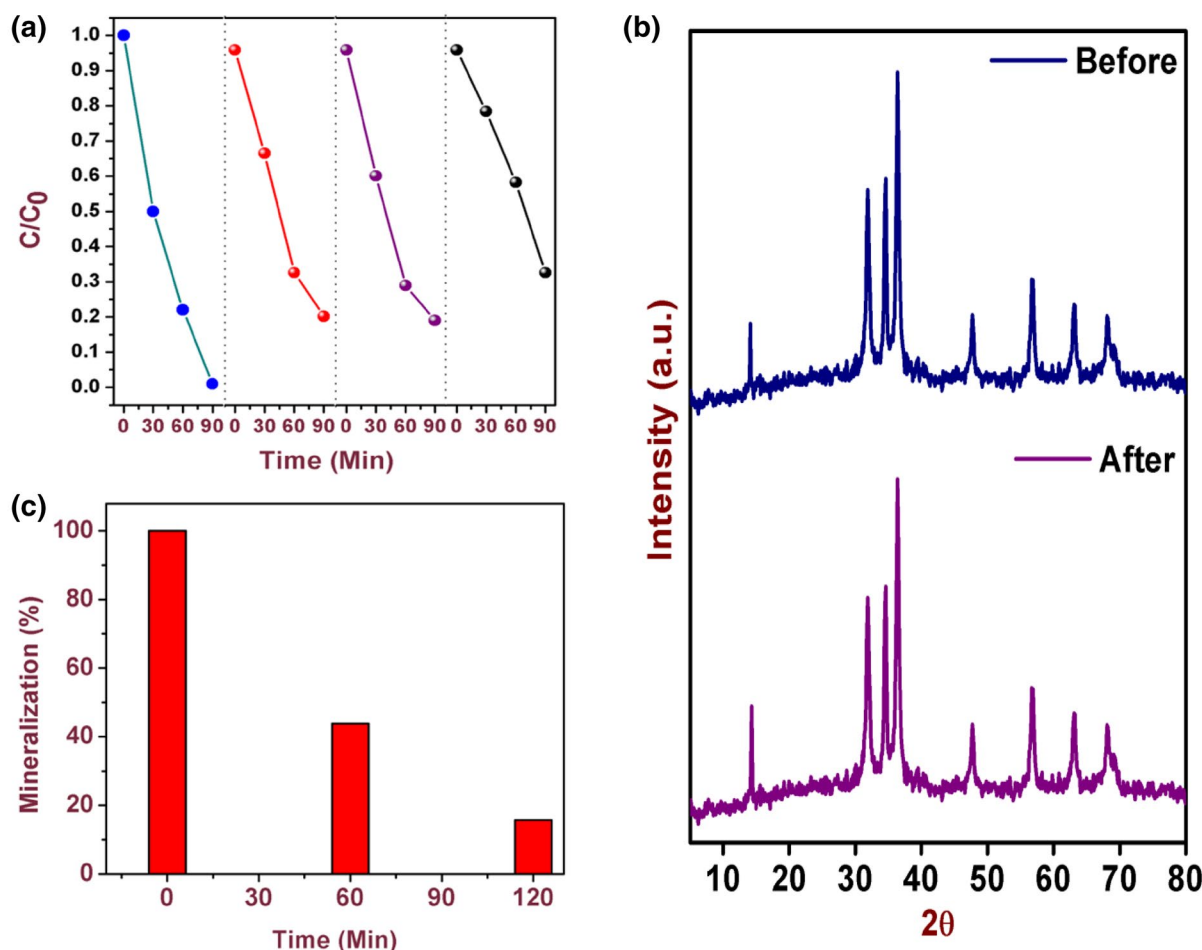 (a)
1.0
0.9
0.8
0.7
0.6
0.5
0.4
0.3
0.2
0.1
0.0
C/C0
0 30 60 90 0 30 60 90 0 30 60 90 0 30 60 90
Time (Min)
(b)
Before
After
Intensity (a.u.)
10 20 30 40 50 60 70 80
2θ
(c)
100
80
60
40
20
0
Mineralization (%)
0 30 60 90 120
Time (Min)